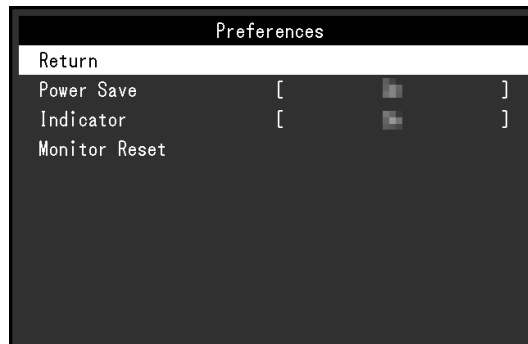 Preferences
Return
Power Save [ ]
Indicator [ ]
Monitor Reset